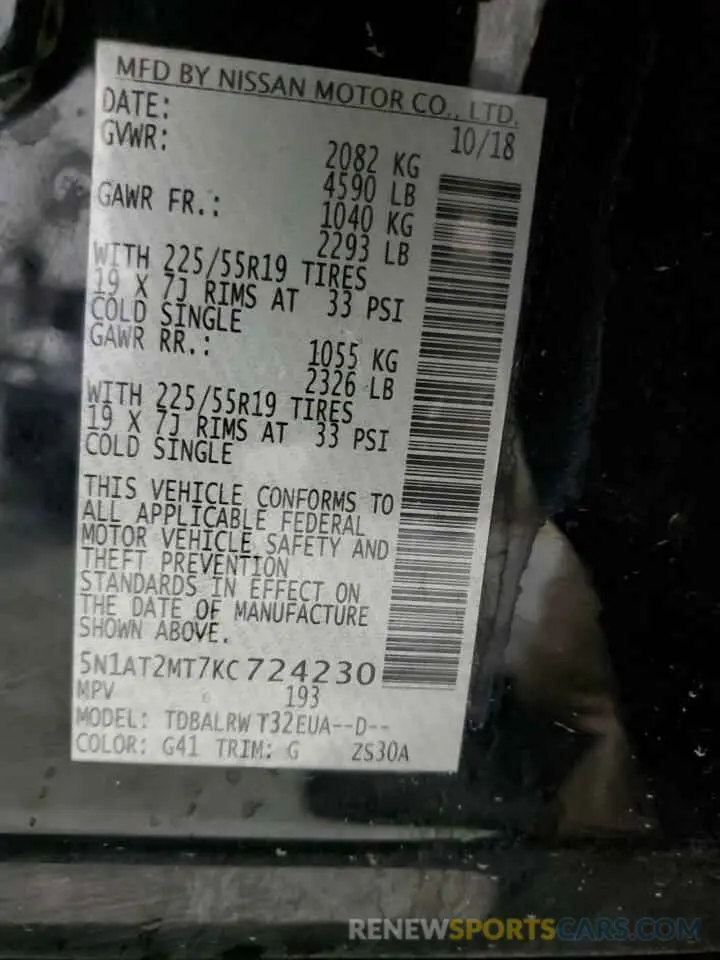 MFD BY NISSAN MOTOR CO., LTD.
DATE: 10/18
GVWR: 2082 KG
4590 LB
GAWR FR.: 1040 KG
2293 LB
WITH 225/55R19 TIRES
19 X 7J RIMS AT 33 PSI
COLD SINGLE
GAWR RR.: 1055 KG
2326 LB
WITH 225/55R19 TIRES
19 X 7J RIMS AT 33 PSI
COLD SINGLE
THIS VEHICLE CONFORMS TO
ALL APPLICABLE FEDERAL
MOTOR VEHICLE SAFETY AND
THEFT PREVENTION
STANDARDS IN EFFECT ON
THE DATE OF MANUFACTURE
SHOWN ABOVE.
5N1AT2MT7KC724230
MPV 6 193
MODEL: TDBALRW T32EUA--D--
COLOR: G41 TRIM: G ZS30A
RENEWSPORTSCARS.COM